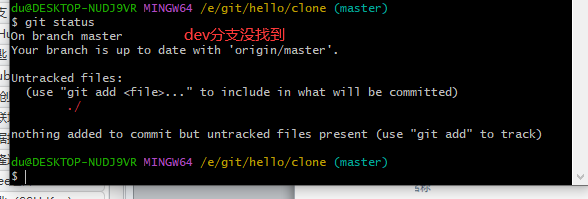 du@DESKTOP-NUDJ9VR MINGW64 /e/git/hello/clone (master)
$ git status
On branch master
dev分支没找到
Your branch is up to date with 'origin/master'.
Untracked files:
(use "git add <file>..." to include in what will be committed)
./
nothing added to commit but untracked files present (use "git add" to track)
du@DESKTOP-NUDJ9VR MINGW64 /e/git/hello/clone (master)
$